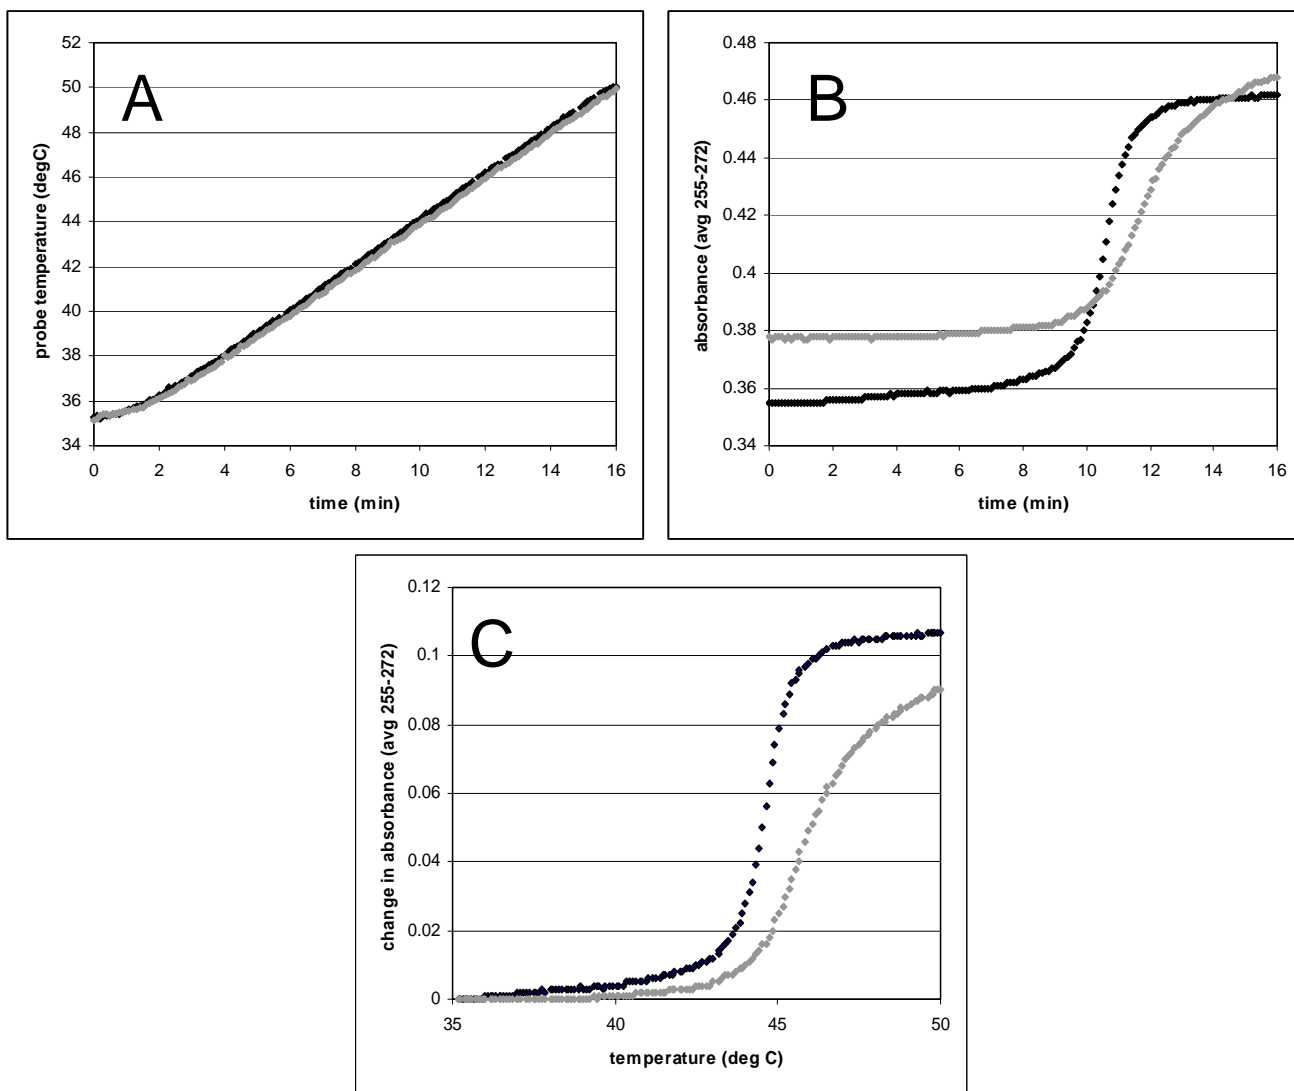 A
probe temperature (degC)
52
50
48
46
44
42
40
38
36
34
0 2 4 6 8 10 12 14 16
time (min)
B
absorbance (avg 255-272)
0.48
0.46
0.44
0.42
0.4
0.38
0.36
0.34
0 2 4 6 8 10 12 14 16
time (min)
C
change in absorbance (avg 255-272)
0.12
0.1
0.08
0.06
0.04
0.02
0
35 40 45 50
temperature (deg C)